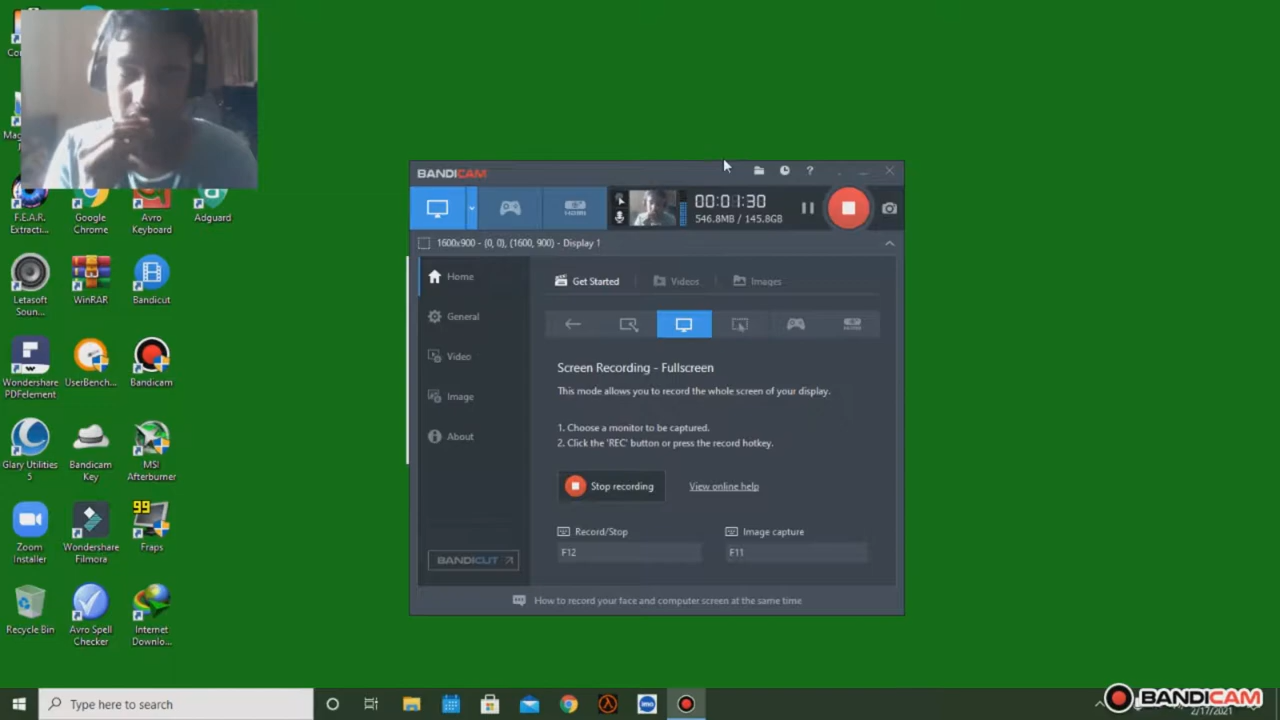 BANDICAM
00:01:30
546.8MB / 145.8GB
HDMI
1600x900 - (0, 0), (1600, 900) - Display 1
Home
General
Video
Image
About
BANDICUT
Get Started
Videos
Images
Screen Recording - Fullscreen
This mode allows you to record the whole screen of your display.
1. Choose a monitor to be captured.
2. Click the 'REC' button or press the record hotkey.
Stop recording
View online help
Record/Stop
Image capture
F12
F11
How to record your face and computer screen at the same time
F.E.A.R.
Extracti...
Google
Chrome
Avro
Keyboard
Adguard
Letasoft
Soun...
WinRAR
Bandicut
Wondershare
PDFelement
UserBench...
Bandicam
Glary Utilities
5
Bandicam
Key
MSI
Afterburner
99
Zoom
Installer
Wondershare
Filmora
Fraps
Recycle Bin
Avro Spell
Checker
Internet
Downlo...
Type here to search
BANDICAM
2/17/2021